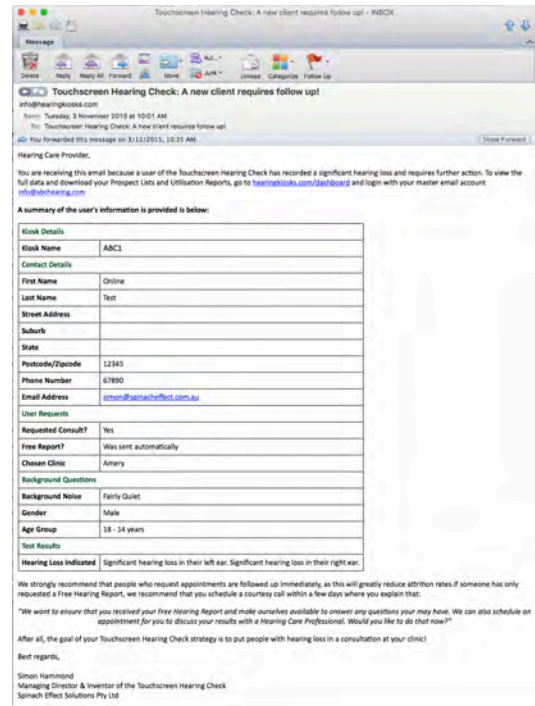 Touchscreen Hearing Check: A new client requires follow up! - INBOX
Message
Delete Reply Reply All Forward Move Junk Unread Categorize Follow Up
Touchscreen Hearing Check: A new client requires follow up!
info@hearingkiosks.com
Sent: Tuesday, 3 November 2015 at 10:01 AM
To: Touchscreen Hearing Check: A new client requires follow up!
You forwarded this message on 3/11/2015, 10:35 AM. Show Forward
Hearing Care Provider,
You are receiving this email because a user of the Touchscreen Hearing Check has recorded a significant hearing loss and requires further action. To view the
full data and download your Prospect Lists and Utilisation Reports, go to hearingkiosks.com/dashboard and login with your master email account
info@abchearing.com
A summary of the user's information is provided is below:
Kiosk Details
Kiosk Name ABC1
Contact Details
First Name Online
Last Name Test
Street Address
Suburb
State
Postcode/Zipcode 12345
Phone Number 67890
Email Address simon@spinacheffect.com.au
User Requests
Requested Consult? Yes
Free Report? Was sent automatically
Chosen Clinic Amery
Background Questions
Background Noise Fairly Quiet
Gender Male
Age Group 18 - 14 years
Test Results
Hearing Loss Indicated Significant hearing loss in their left ear. Significant hearing loss in their right ear.
We strongly recommend that people who request appointments are followed up immediately, as this will greatly reduce attrition rates.If someone has only
requested a Free Hearing Report, we recommend that you schedule a courtesy call within a few days where you explain that:
"We want to ensure that you received your Free Hearing Report and make ourselves available to answer any questions your may have. We can also schedule an
appointment for you to discuss your results with a Hearing Care Professional. Would you like to do that now?"
After all, the goal of your Touchscreen Hearing Check strategy is to put people with hearing loss in a consultation at your clinic!
Best regards,
Simon Hammond
Managing Director & Inventor of the Touchscreen Hearing Check
Spinach Effect Solutions Pty Ltd